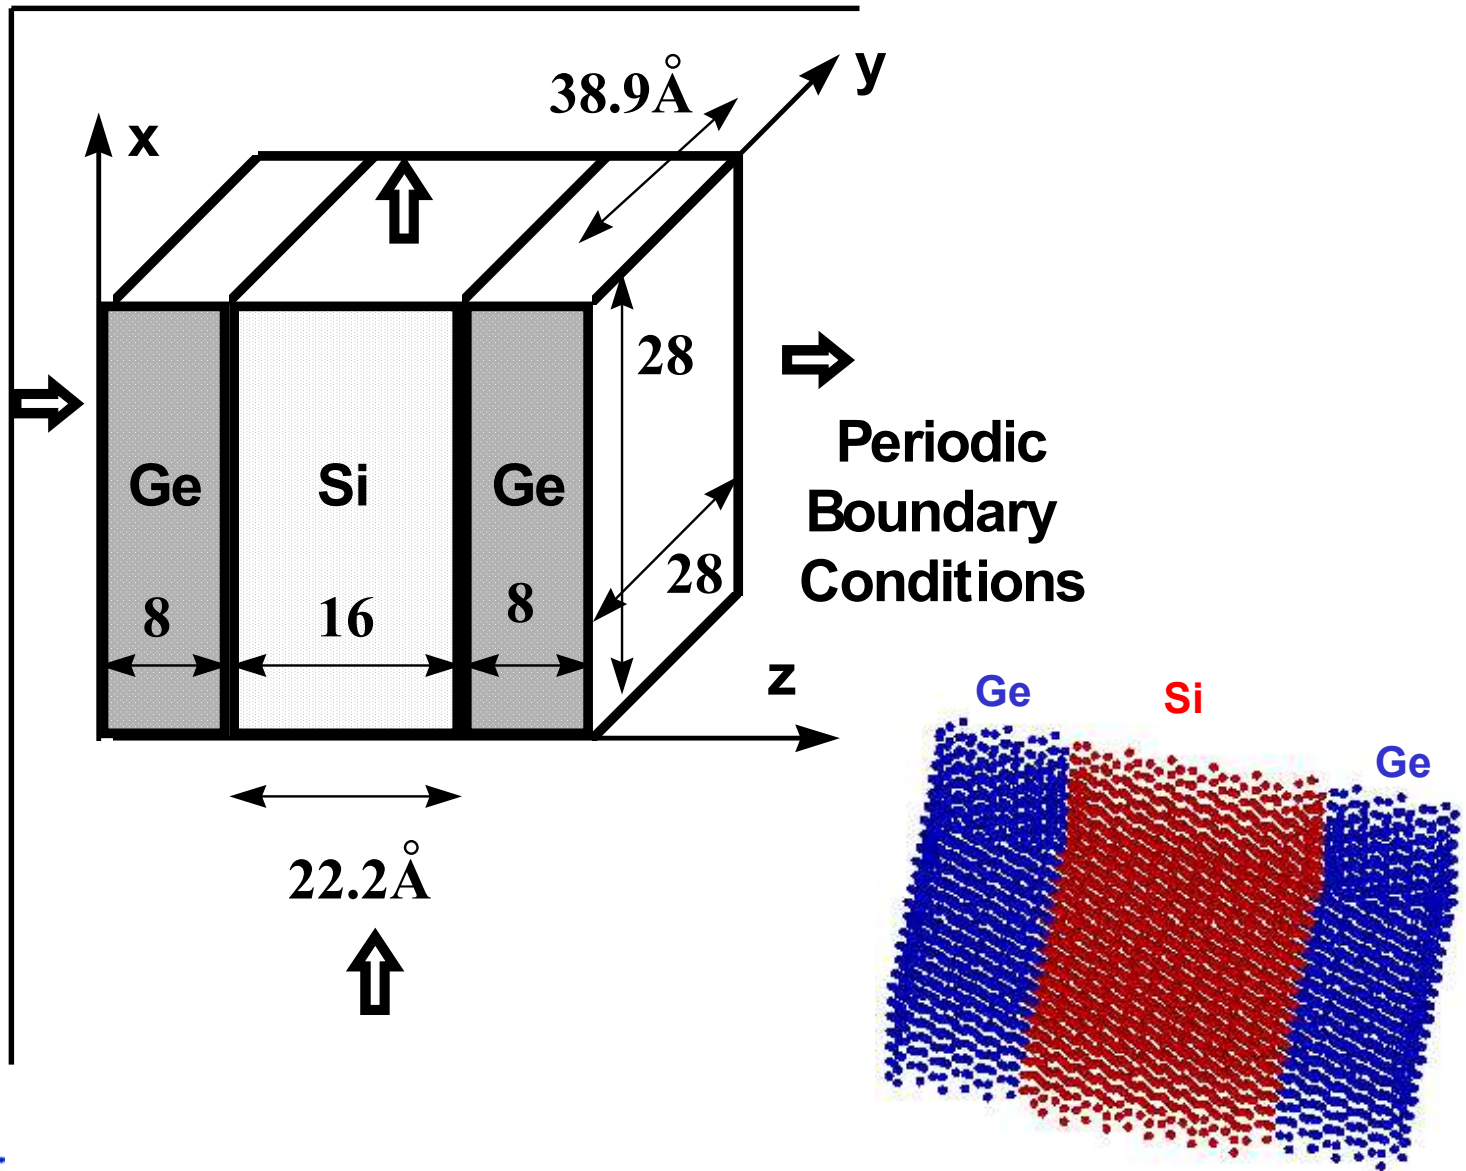 38.9Å
y
x
28
Ge
Si
Ge
Periodic
Boundary
Conditions
28
8
16
8
z
22.2Å
Ge
Si
Ge